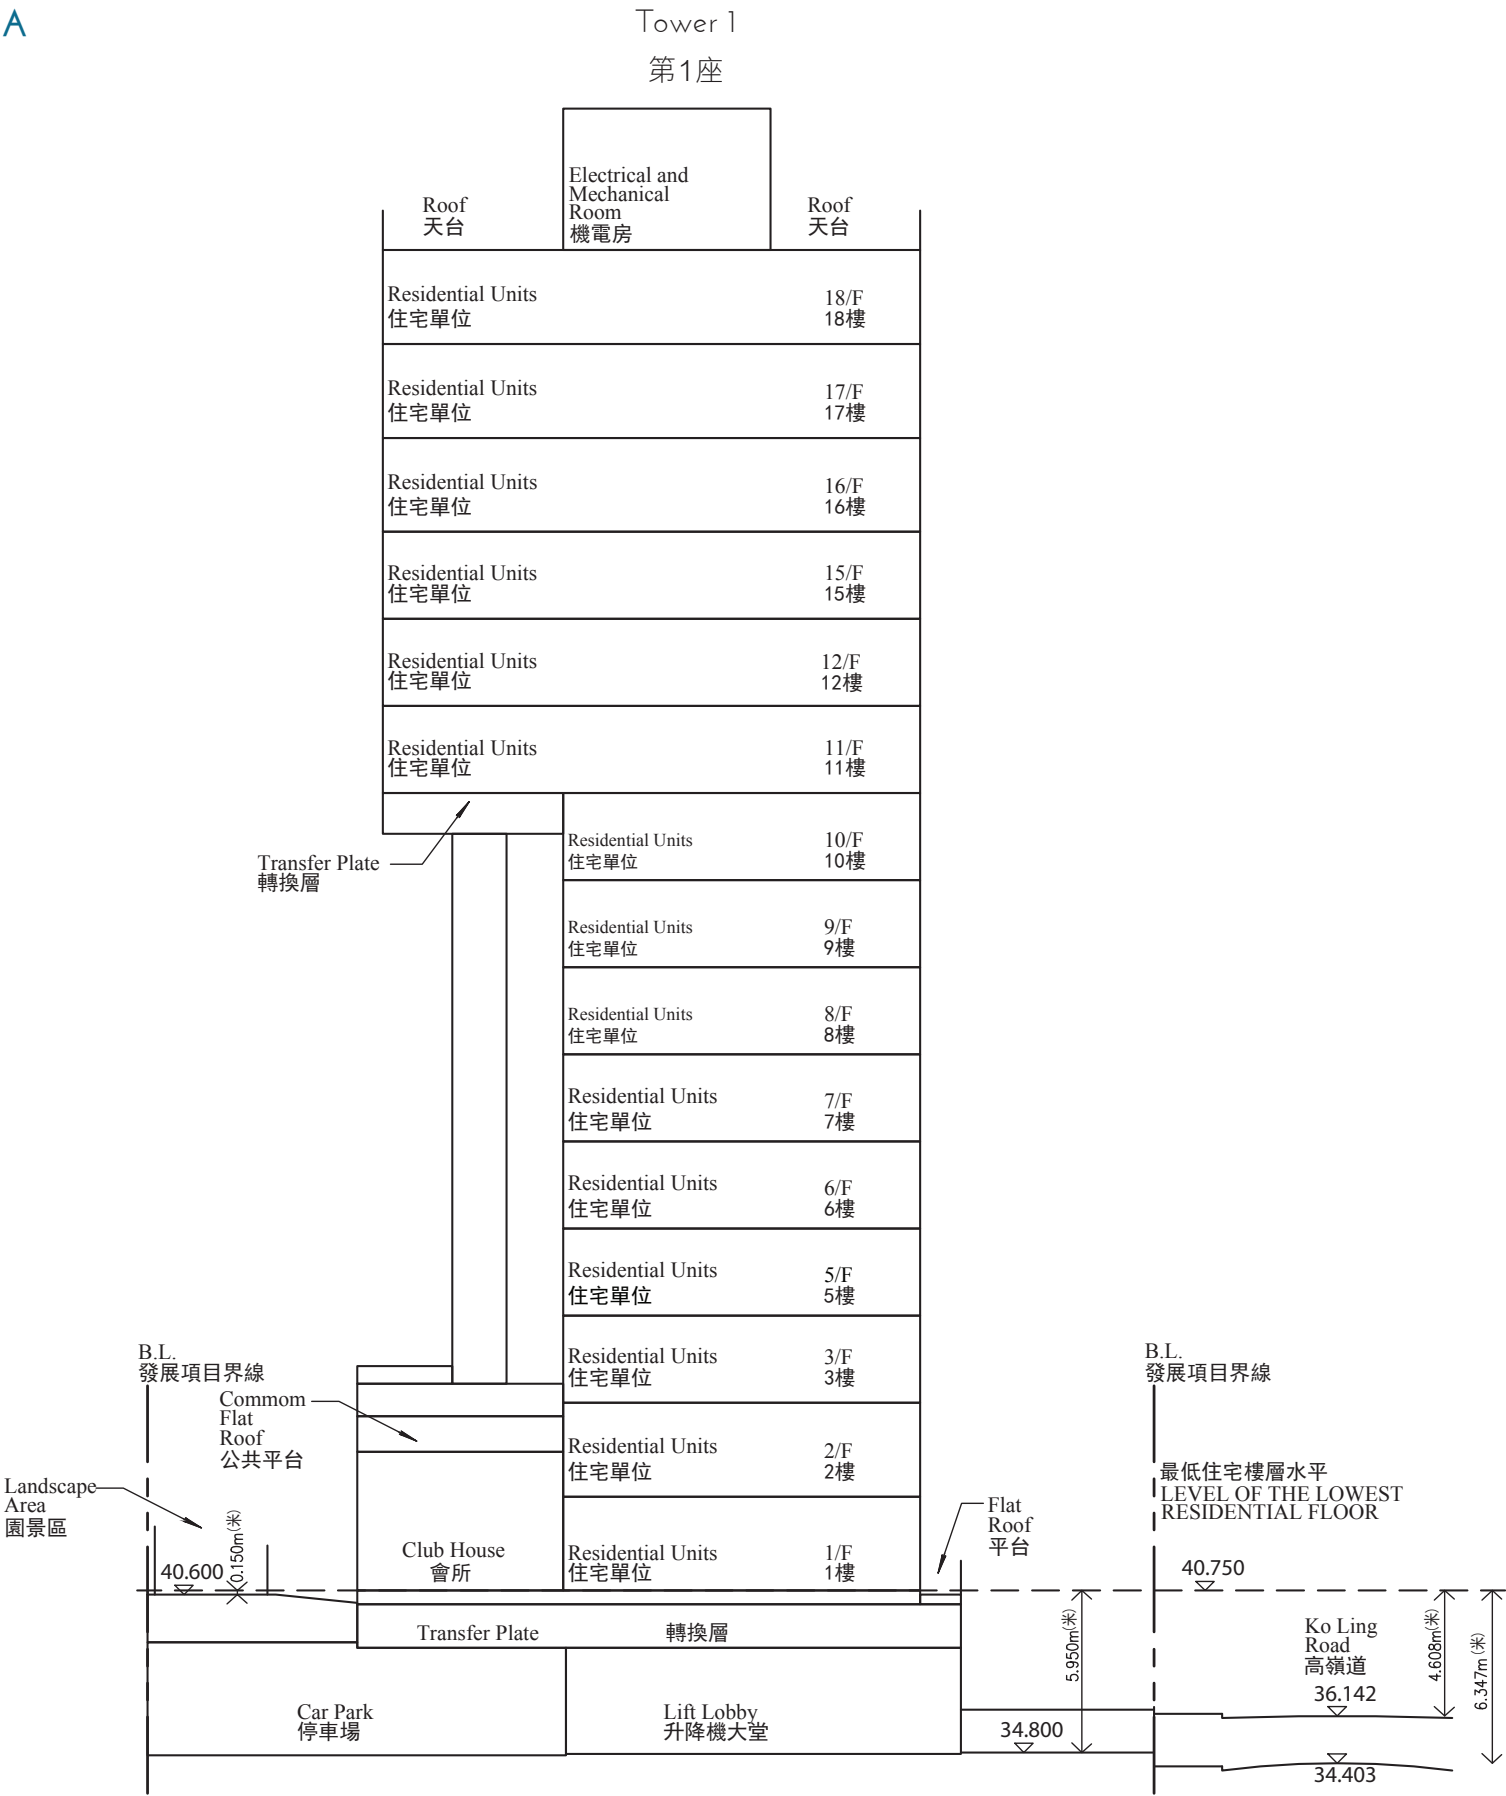 A
Tower 1
第1座
Electrical and
Mechanical
Room
機電房
Roof
天台
Roof
天台
Residential Units
住宅單位
18/F
18樓
Residential Units
住宅單位
17/F
17樓
Residential Units
住宅單位
16/F
16樓
Residential Units
住宅單位
15/F
15樓
Residential Units
住宅單位
12/F
12樓
Residential Units
住宅單位
11/F
11樓
Transfer Plate
轉換層
Residential Units
住宅單位
10/F
10樓
Residential Units
住宅單位
9/F
9樓
Residential Units
住宅單位
8/F
8樓
Residential Units
住宅單位
7/F
7樓
Residential Units
住宅單位
6/F
6樓
Residential Units
住宅單位
5/F
5樓
Residential Units
住宅單位
3/F
3樓
B.L.
發展項目界線
B.L.
發展項目界線
Commom
Flat
Roof
公共平台
Residential Units
住宅單位
2/F
2樓
最低住宅樓層水平
LEVEL OF THE LOWEST
RESIDENTIAL FLOOR
Landscape
Area
園景區
Flat
Roof
平台
0.150m(米)
40.600
Club House
會所
Residential Units
住宅單位
1/F
1樓
40.750
Transfer Plate
轉換層
5.950m(米)
Ko Ling
Road
高嶺道
4.608m(米)
6.347m(米)
36.142
Car Park
停車場
Lift Lobby
升降機大堂
34.800
34.403